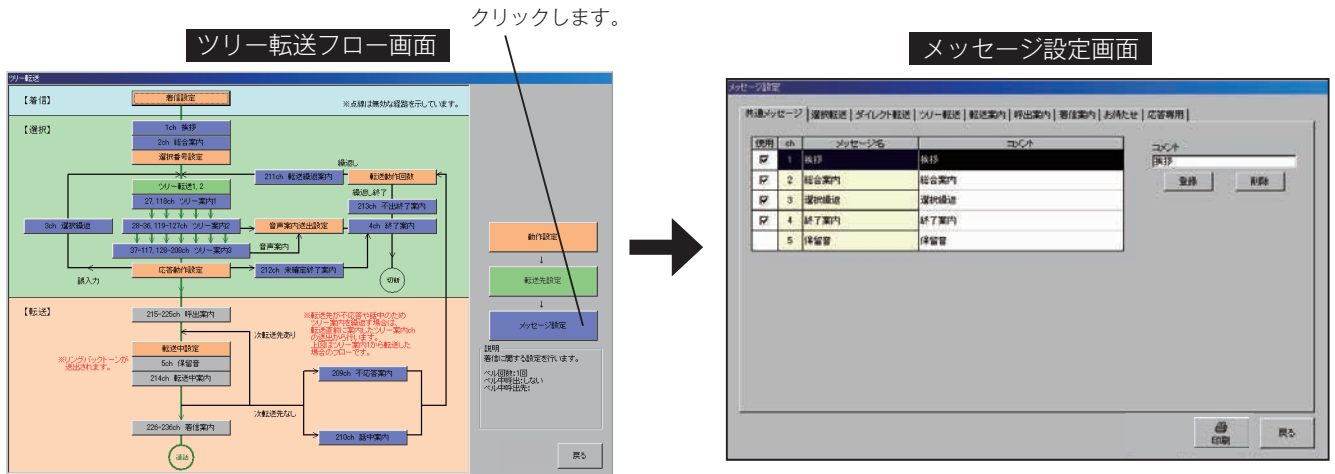 クリックします。
ツリー転送フロー画面
ツリー転送
【着信】
着信設定
※点線は無効な経路を示しています。
【選択】
1ch 挨拶
2ch 総合案内
選択番号設定
繰返し
211ch 転送繰返案内
転送動作回数
ツリー転送1,2
繰返し終了
27,118ch ツリー案内1
213ch 不出終了案内
3ch 選択繰返
28-36,119-127ch ツリー案内2
音声案内送出設定
4ch 終了案内
37-117,128-208ch ツリー案内3
音声案内
応答動作設定
212ch 未確定終了案内
誤入力
切断
【転送】
215-225ch 呼出案内
※転送先が不応答や話中のため
ツリー案内を繰返す場合は、
転送直前に案内したツリー案内ch
の送出から行います。
上図はツリー案内1から転送した
場合のフローです。
次転送先あり
※リングバックトーンが
送出されます。
転送中設定
5ch 保留音
214ch 転送中案内
209ch 不応答案内
次転送先なし
226-236ch 着信案内
210ch 話中案内
通話
動作設定
↓
転送先設定
↓
メッセージ設定
説明
着信に関する設定を行います。
ベル回数:1回
ベル中呼出:しない
ベル中呼出先:
戻る
メッセージ設定画面
メッセージ設定
共通メッセージ 選択転送 ダイレクト転送 ツリー転送 転送案内 呼出案内 着信案内 お待たせ 応答専用
使用 ch メッセージ名 コメント
1 挨拶 挨拶
2 総合案内 総合案内
3 選択繰返 選択繰返
4 終了案内 終了案内
5 保留音 保留音
コメント
挨拶
登録 削除
印刷
戻る